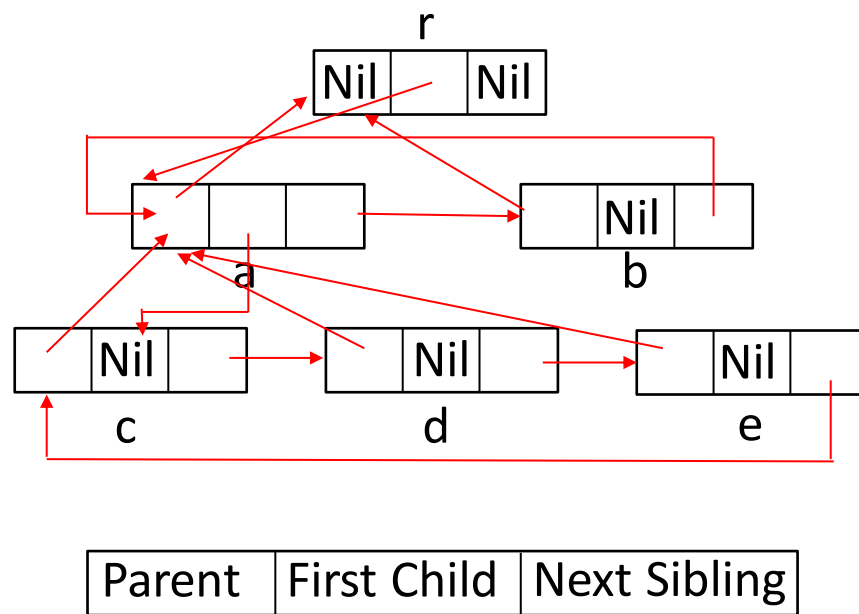 r
Nil Nil
Nil
a b
Nil Nil Nil
c d e
Parent First Child Next Sibling